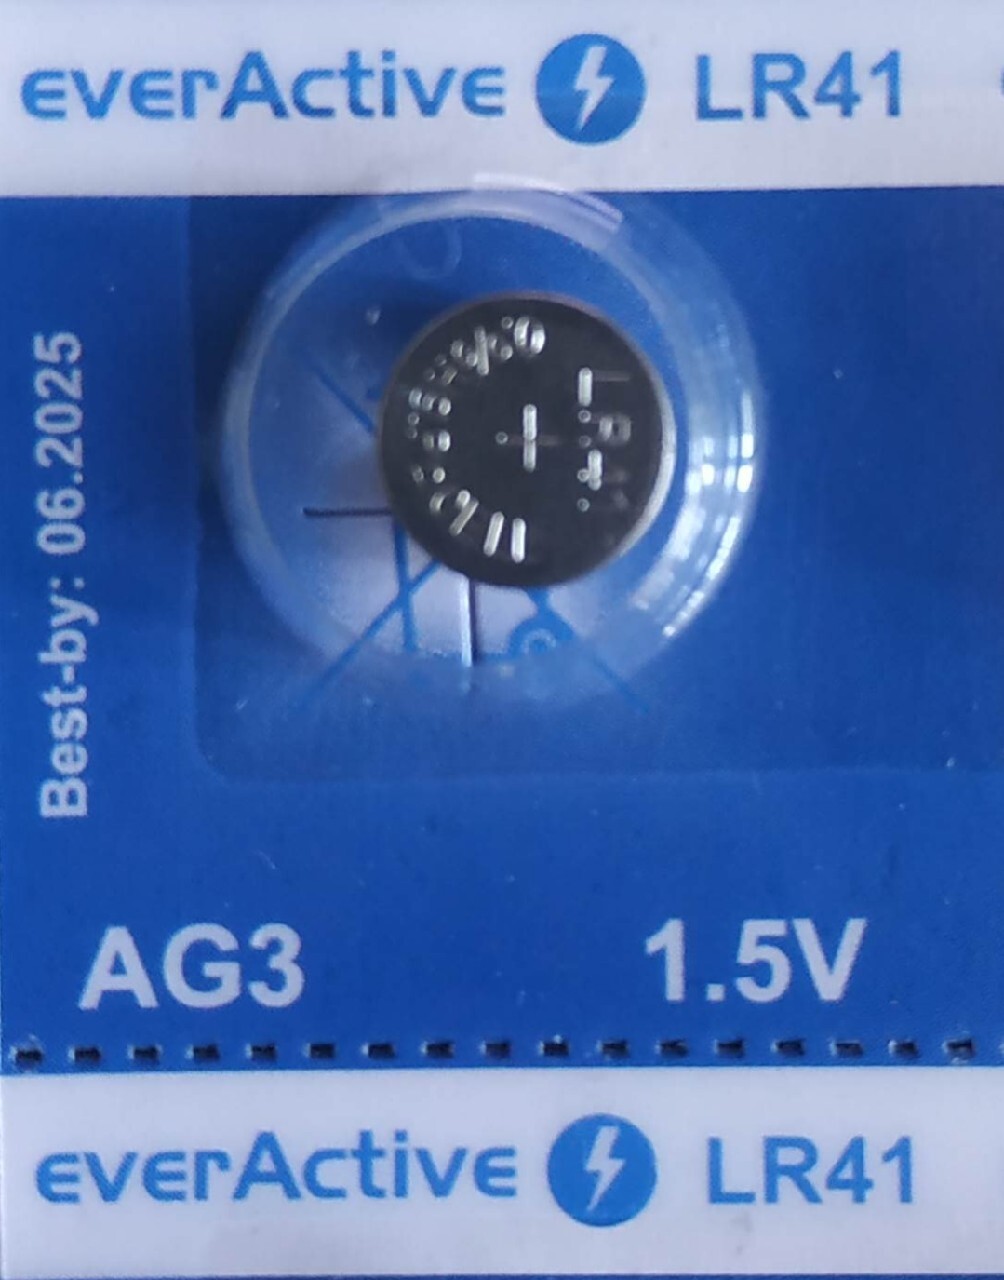 everActive LR41
Best-by: 06.2025
LR41
+
AG3 1.5V
everActive LR41